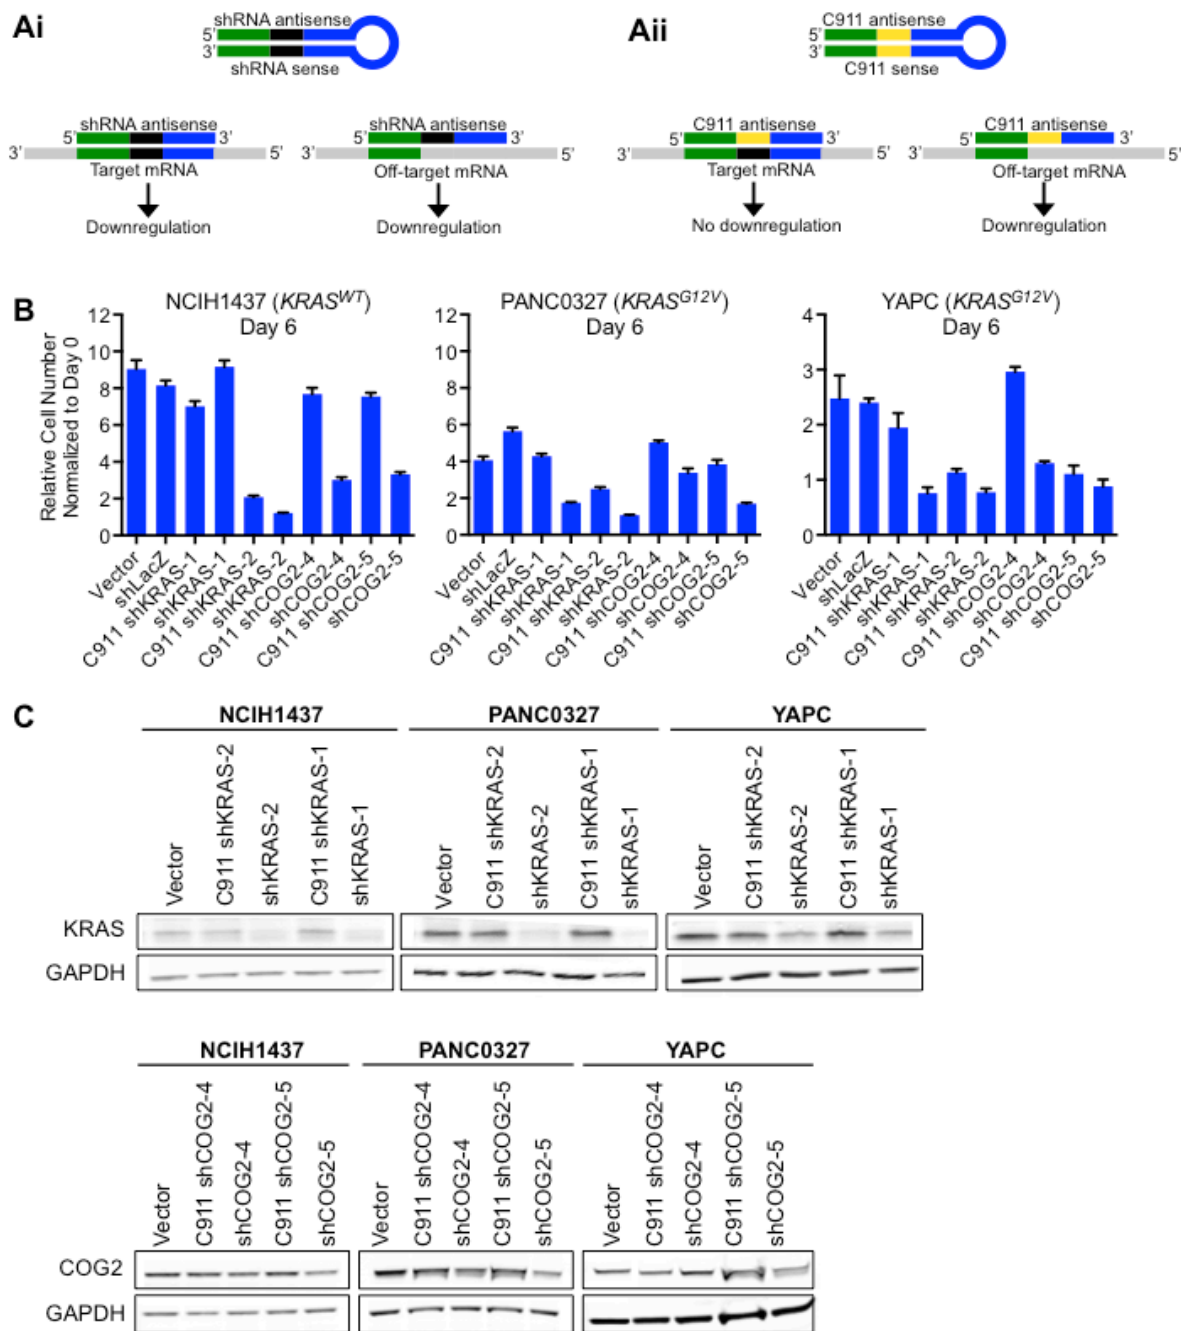 Ai
shRNA antisense
5'
3'
shRNA sense
5' shRNA antisense 3'
3' 5'
Target mRNA
Downregulation
shRNA antisense
5' 3'
3' 5'
Off-target mRNA
Downregulation
Aii
C911 antisense
5'
3'
C911 sense
C911 antisense
5' 3'
3' 5'
Target mRNA
No downregulation
C911 antisense
5' 3'
3' 5'
Off-target mRNA
Downregulation
B
Relative Cell Number
Normalized to Day 0
NCIH1437 (KRAS^WT)
Day 6
12
10
8
6
4
2
0
Vector
shLacZ
C911 shKRAS-1
shKRAS-1
C911 shKRAS-2
shKRAS-2
C911 shCOG2-4
shCOG2-4
C911 shCOG2-5
shCOG2-5
PANC0327 (KRAS^G12V)
Day 6
12
10
8
6
4
2
0
Vector
shLacZ
C911 shKRAS-1
shKRAS-1
C911 shKRAS-2
shKRAS-2
C911 shCOG2-4
shCOG2-4
C911 shCOG2-5
shCOG2-5
YAPC (KRAS^G12V)
Day 6
4
3
2
1
0
Vector
shLacZ
C911 shKRAS-1
shKRAS-1
C911 shKRAS-2
shKRAS-2
C911 shCOG2-4
shCOG2-4
C911 shCOG2-5
shCOG2-5
C
NCIH1437
PANC0327
YAPC
Vector
C911 shKRAS-2
shKRAS-2
C911 shKRAS-1
shKRAS-1
Vector
C911 shKRAS-2
shKRAS-2
C911 shKRAS-1
shKRAS-1
Vector
C911 shKRAS-2
shKRAS-2
C911 shKRAS-1
shKRAS-1
KRAS
GAPDH
NCIH1437
PANC0327
YAPC
Vector
C911 shCOG2-4
shCOG2-4
C911 shCOG2-5
shCOG2-5
Vector
C911 shCOG2-4
shCOG2-4
C911 shCOG2-5
shCOG2-5
Vector
C911 shCOG2-4
shCOG2-4
C911 shCOG2-5
shCOG2-5
COG2
GAPDH